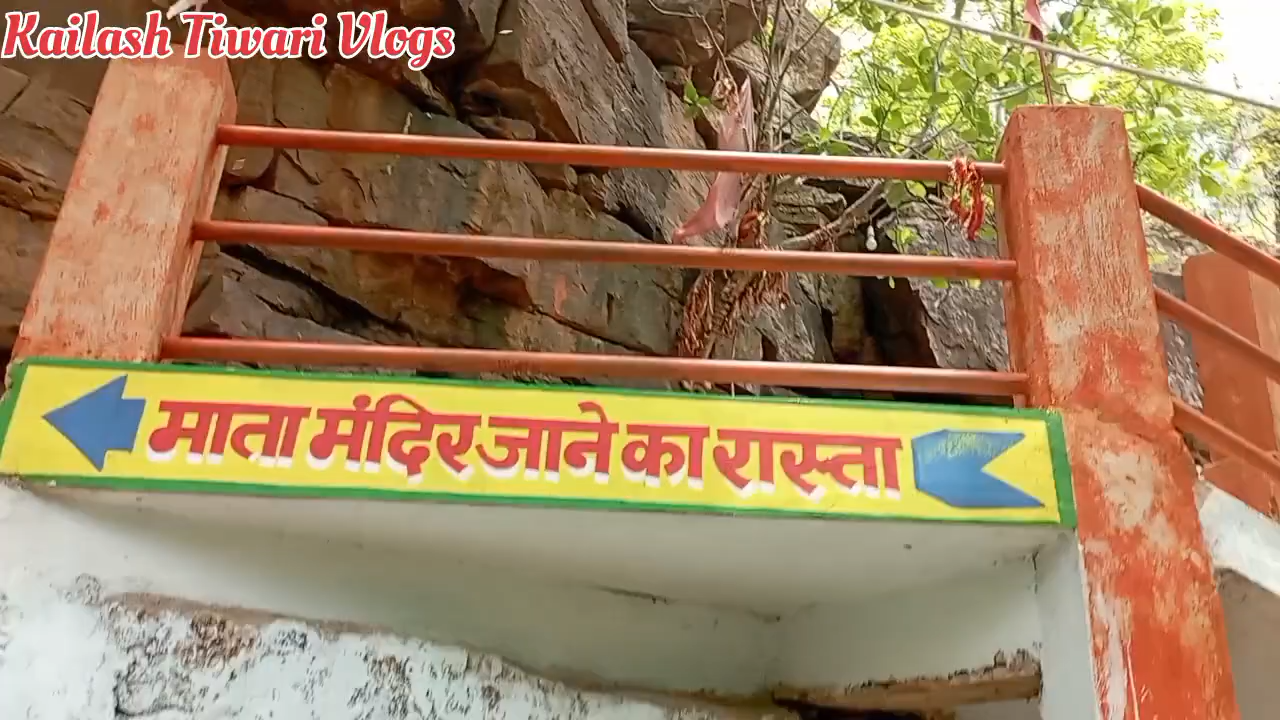 Kailash Tiwari Vlogs
माता मंदिर जाने का रास्ता